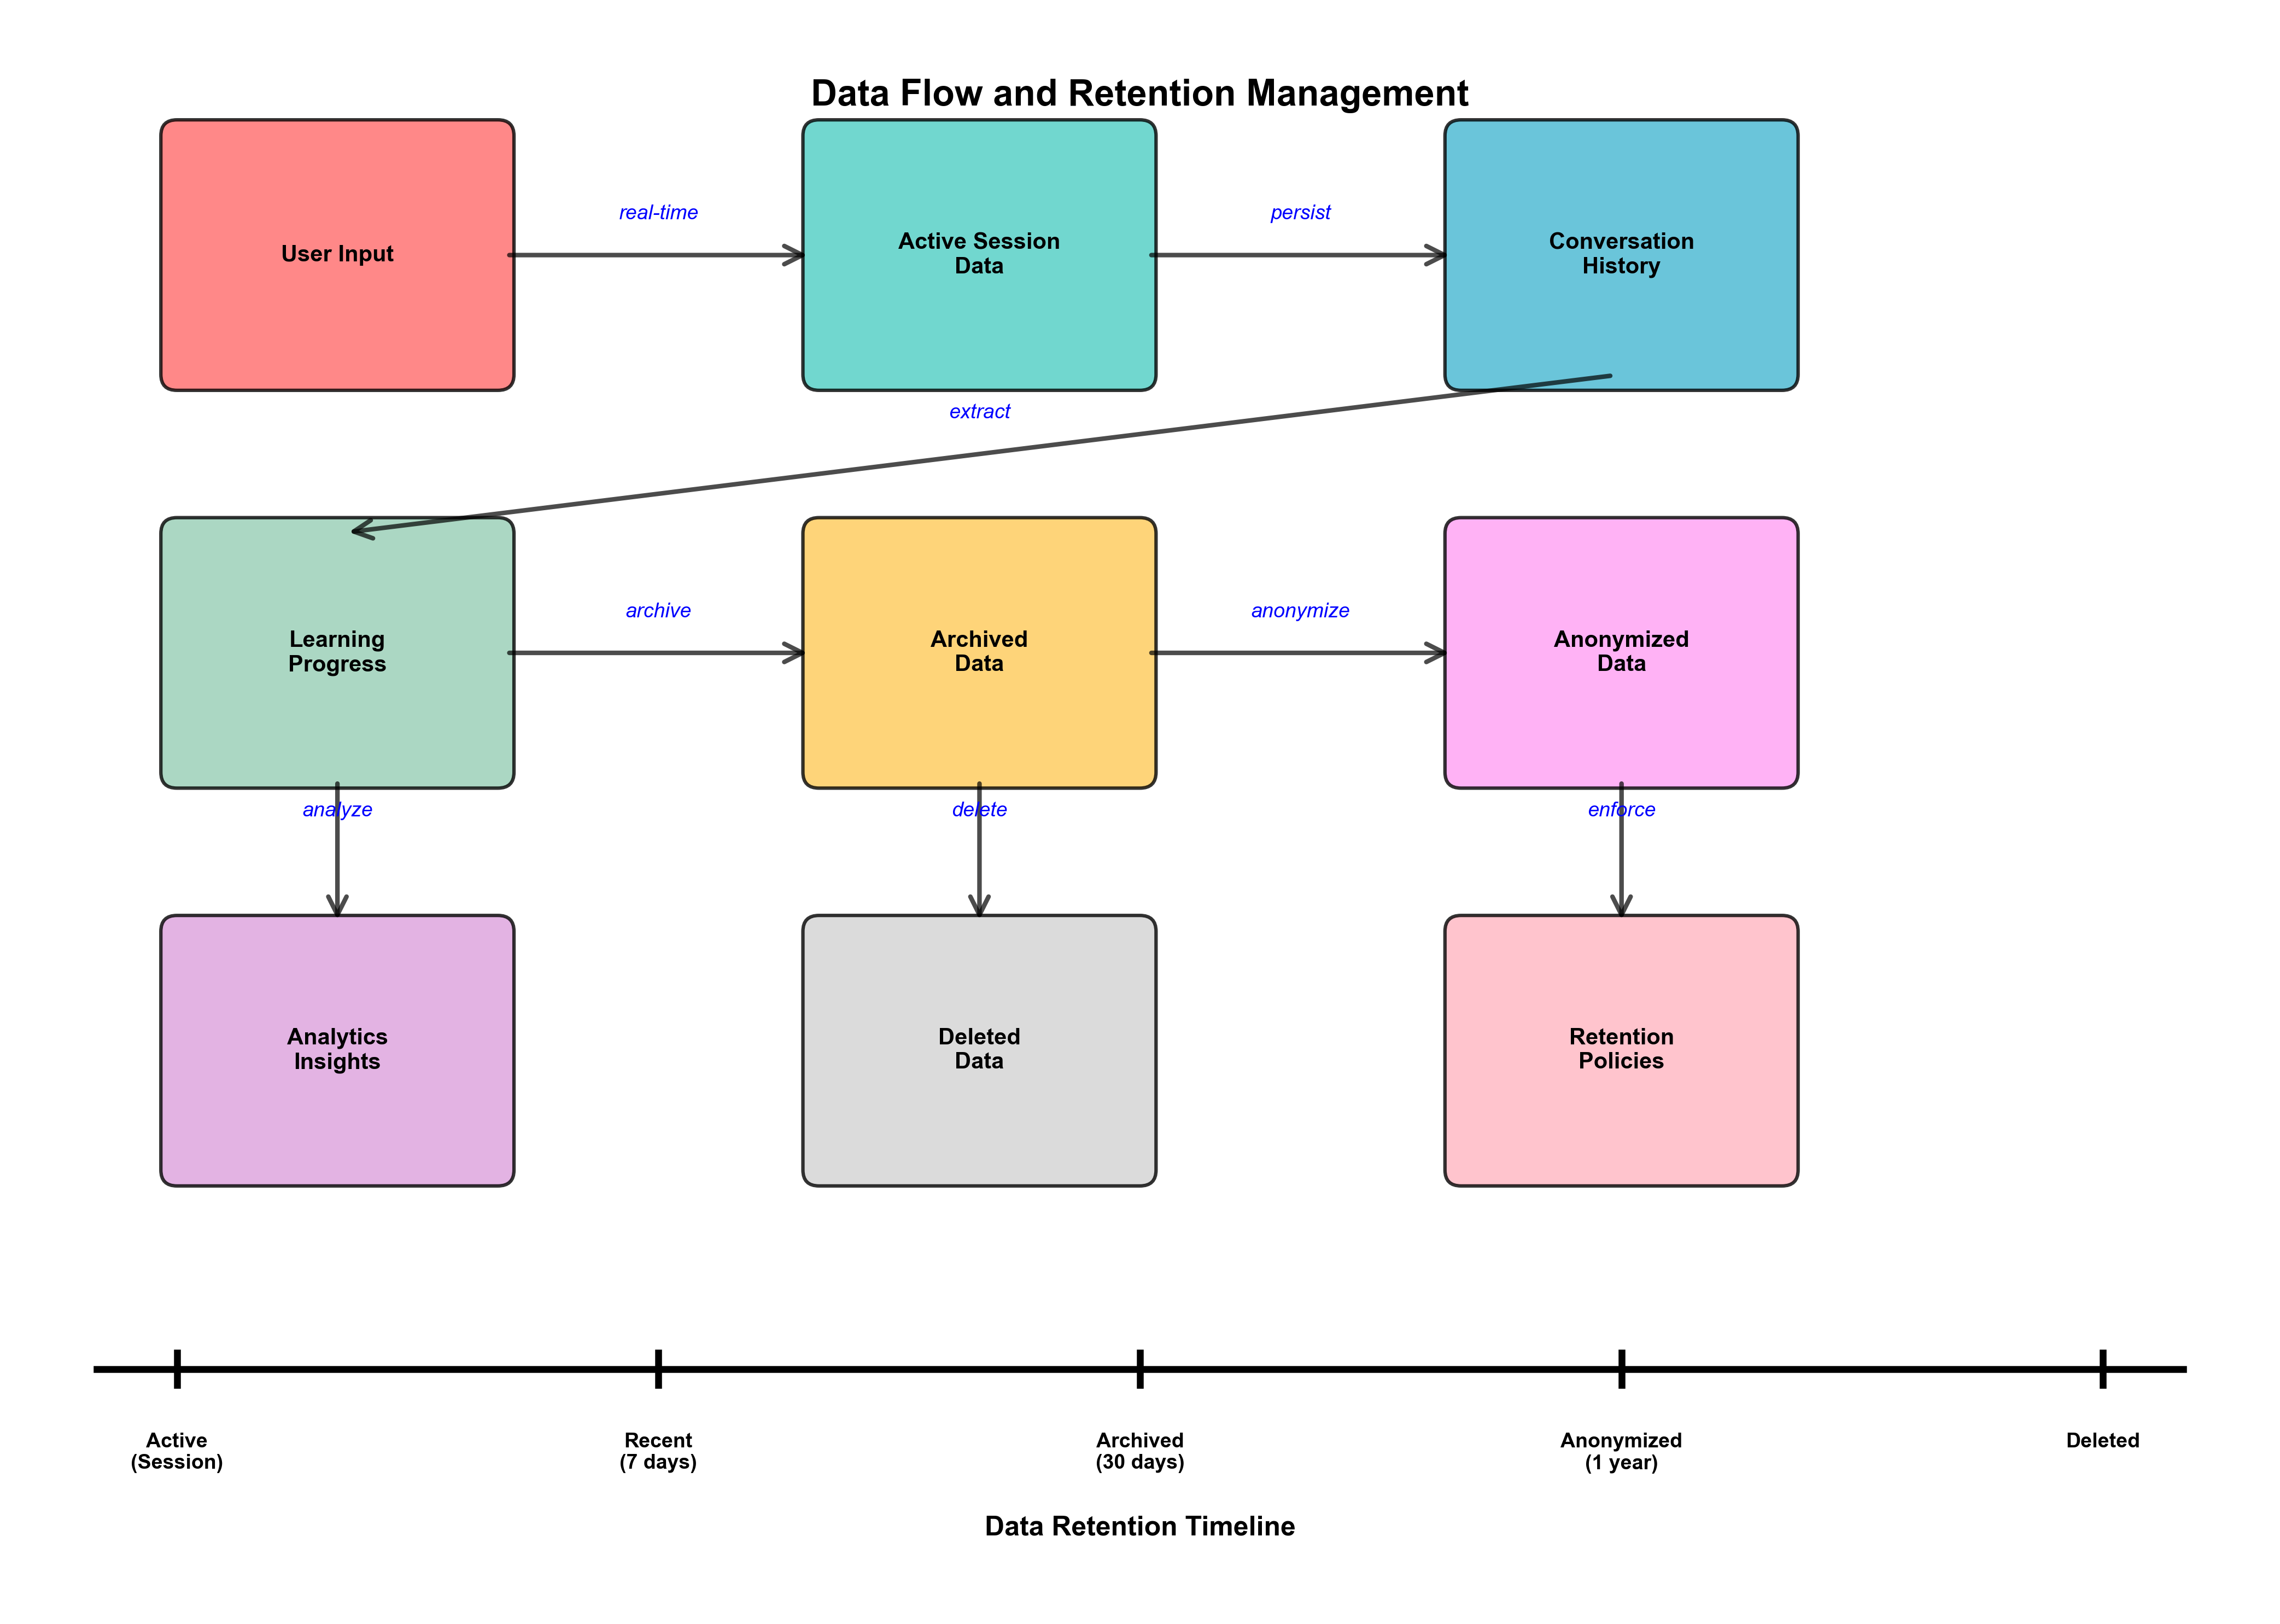 Data Flow and Retention Management
User Input
real-time
Active Session
Data
persist
Conversation
History
extract
Learning
Progress
archive
Archived
Data
anonymize
Anonymized
Data
analyze
delete
enforce
Analytics
Insights
Deleted
Data
Retention
Policies
Active
(Session)
Recent
(7 days)
Archived
(30 days)
Anonymized
(1 year)
Deleted
Data Retention Timeline